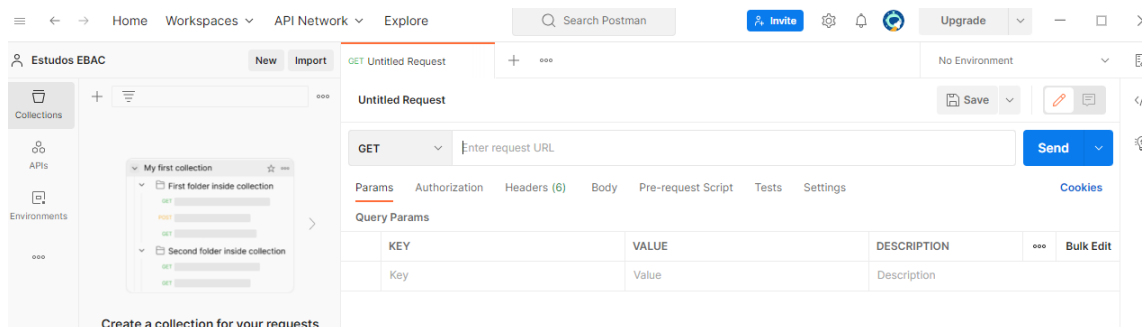 Home Workspaces API Network Explore Search Postman Invite Upgrade
Estudos EBAC New Import GET Untitled Request No Environment
Collections
APIs
Environments
My first collection
First folder inside collection
GET
POST
GET
Second folder inside collection
GET
GET
Create a collection for your requests
Untitled Request Save
GET Enter request URL Send
Params Authorization Headers (6) Body Pre-request Script Tests Settings Cookies
Query Params
KEY VALUE DESCRIPTION Bulk Edit
Key Value Description